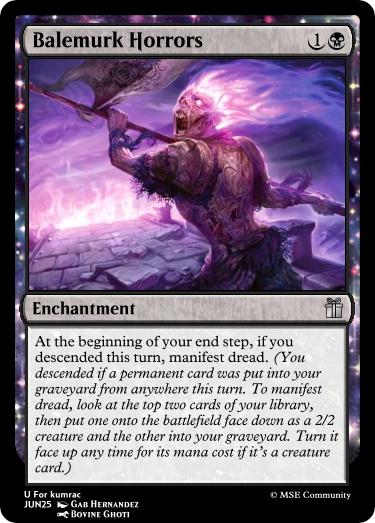 Balemurk Horrors 1
Enchantment
At the beginning of your end step, if you
descended this turn, manifest dread. (You
descended if a permanent card was put into your
graveyard from anywhere this turn. To manifest
dread, look at the top two cards of your library,
then put one onto the battlefield face down as a 2/2
creature and the other into your graveyard. Turn it
face up any time for its mana cost if it's a creature
card.)
U For kumrac
JUN25 Gab Hernandez
Bovine Ghoti
© MSE Community